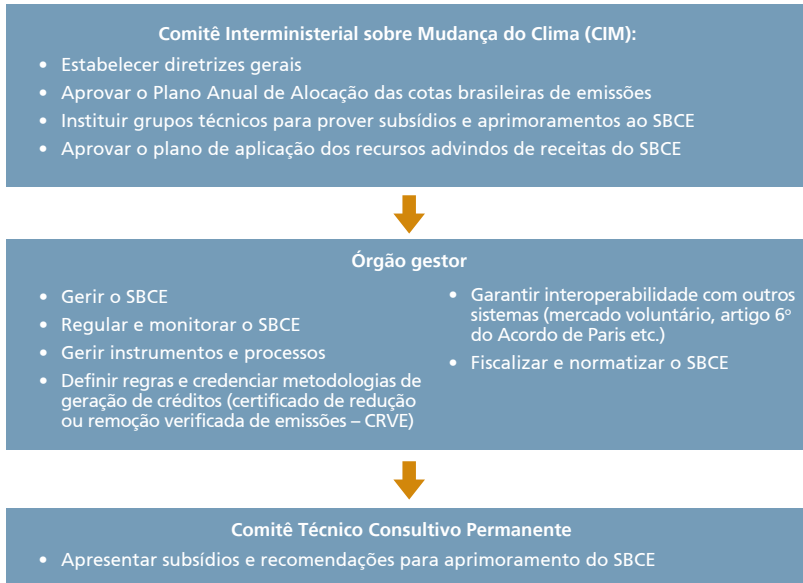 Comitê Interministerial sobre Mudança do Clima (CIM):
• Estabelecer diretrizes gerais
• Aprovar o Plano Anual de Alocação das cotas brasileiras de emissões
• Instituir grupos técnicos para prover subsídios e aprimoramentos ao SBCE
• Aprovar o plano de aplicação dos recursos advindos de receitas do SBCE
Órgão gestor
• Gerir o SBCE
• Regular e monitorar o SBCE
• Gerir instrumentos e processos
• Definir regras e credenciar metodologias de
geração de créditos (certificado de redução
ou remoção verificada de emissões – CRVE)
• Garantir interoperabilidade com outros
sistemas (mercado voluntário, artigo 6º
do Acordo de Paris etc.)
• Fiscalizar e normatizar o SBCE
Comitê Técnico Consultivo Permanente
• Apresentar subsídios e recomendações para aprimoramento do SBCE